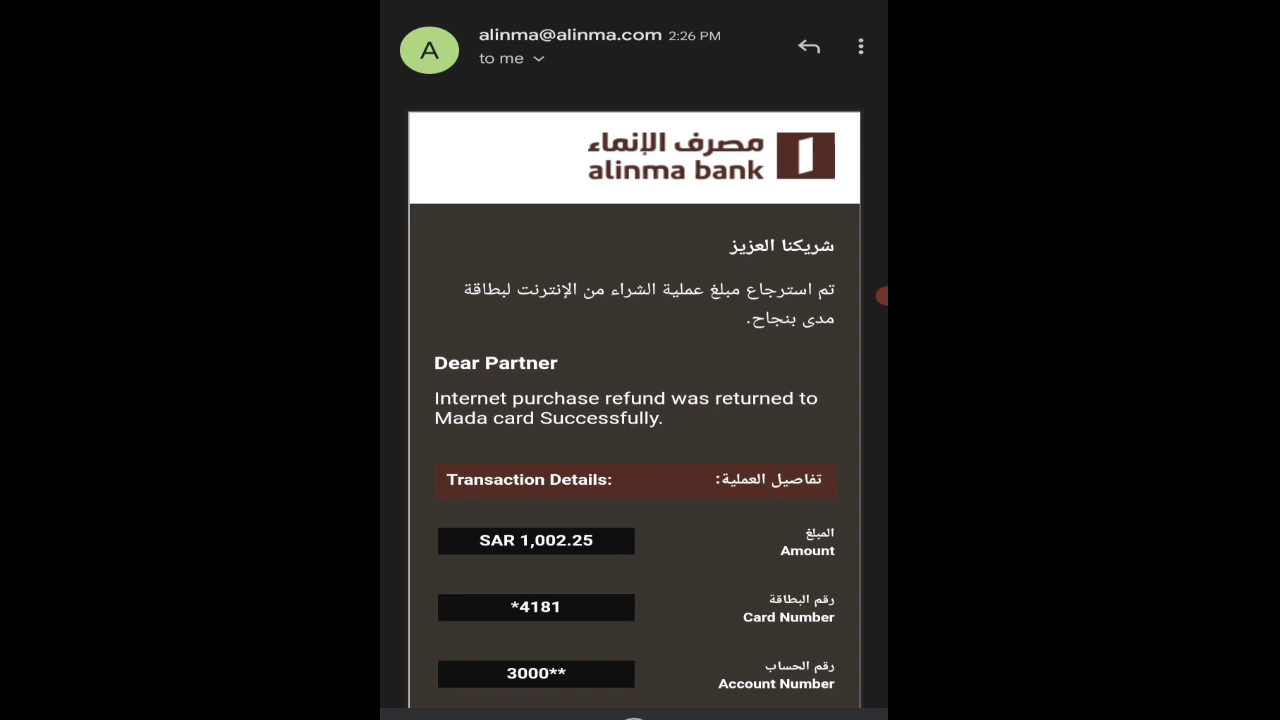 A
alinma@alinma.com 2:26 PM
to me
مصرف الإنماء
alinma bank
شريكنا العزيز
تم استرجاع مبلغ عملية الشراء من الإنترنت لبطاقة
مدى بنجاح.
Dear Partner
Internet purchase refund was returned to
Mada card Successfully.
Transaction Details: تفاصيل العملية:
المبلغ
SAR 1,002.25
Amount
رقم البطاقة
*4181
Card Number
رقم الحساب
3000**
Account Number